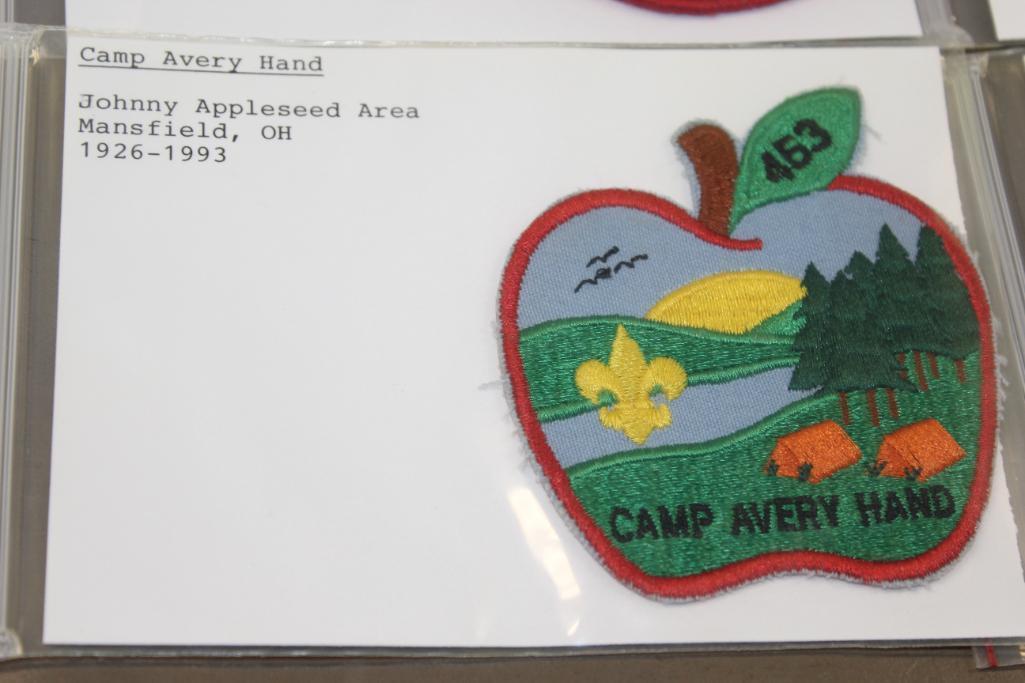 Camp Avery Hand
Johnny Appleseed Area
Mansfield, OH
1926-1993
453
CAMP AVERY HAND